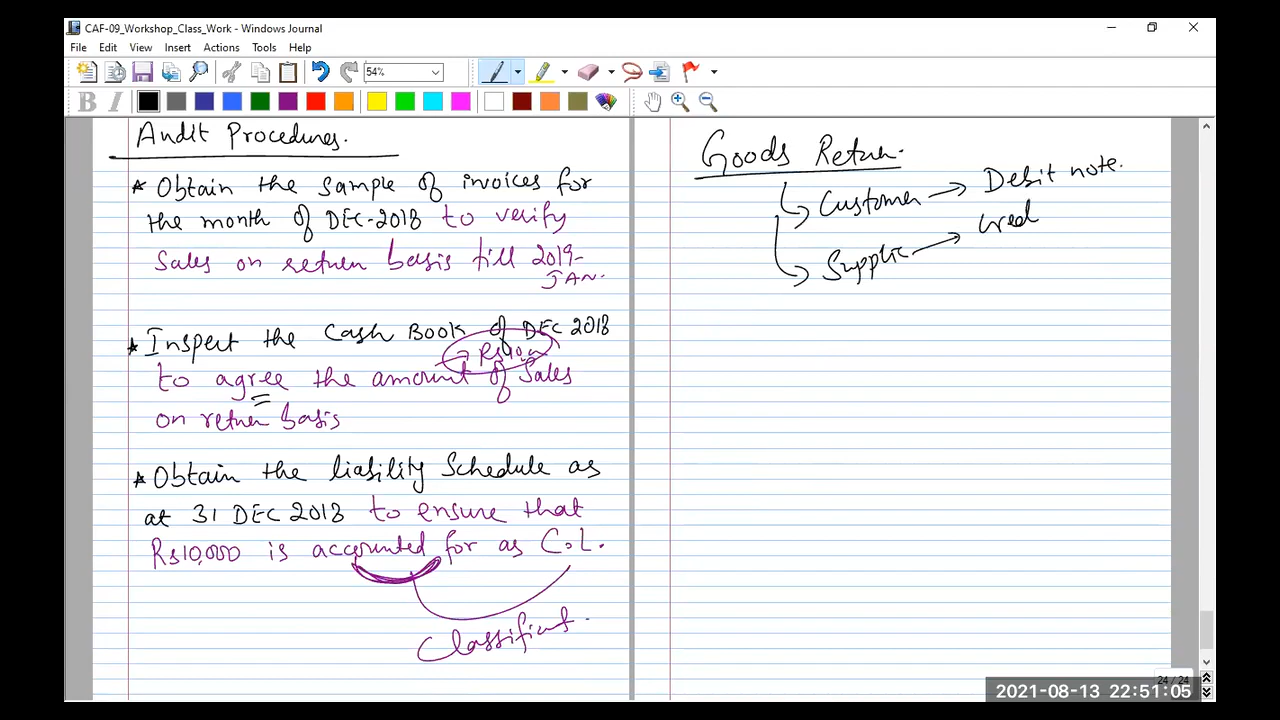 CAF-09_Workshop_Class_Work - Windows Journal
File Edit View Insert Actions Tools Help
54%
B I
Audit Procedures.
* Obtain the sample of invoices for
the month of DEC-2018 to verify
Sales on return basis till 2019-
JAN.
* Inspect the Cash Book of DEC 2018
to agree the amount of Sales
on return basis
* Obtain the liability Schedule as
at 31 DEC 2018 to ensure that
Rs10,000 is accounted for as C.L.
Goods Return.
Customer → Debit note.
Cred
24 / 24
2021-08-13 22:51:05